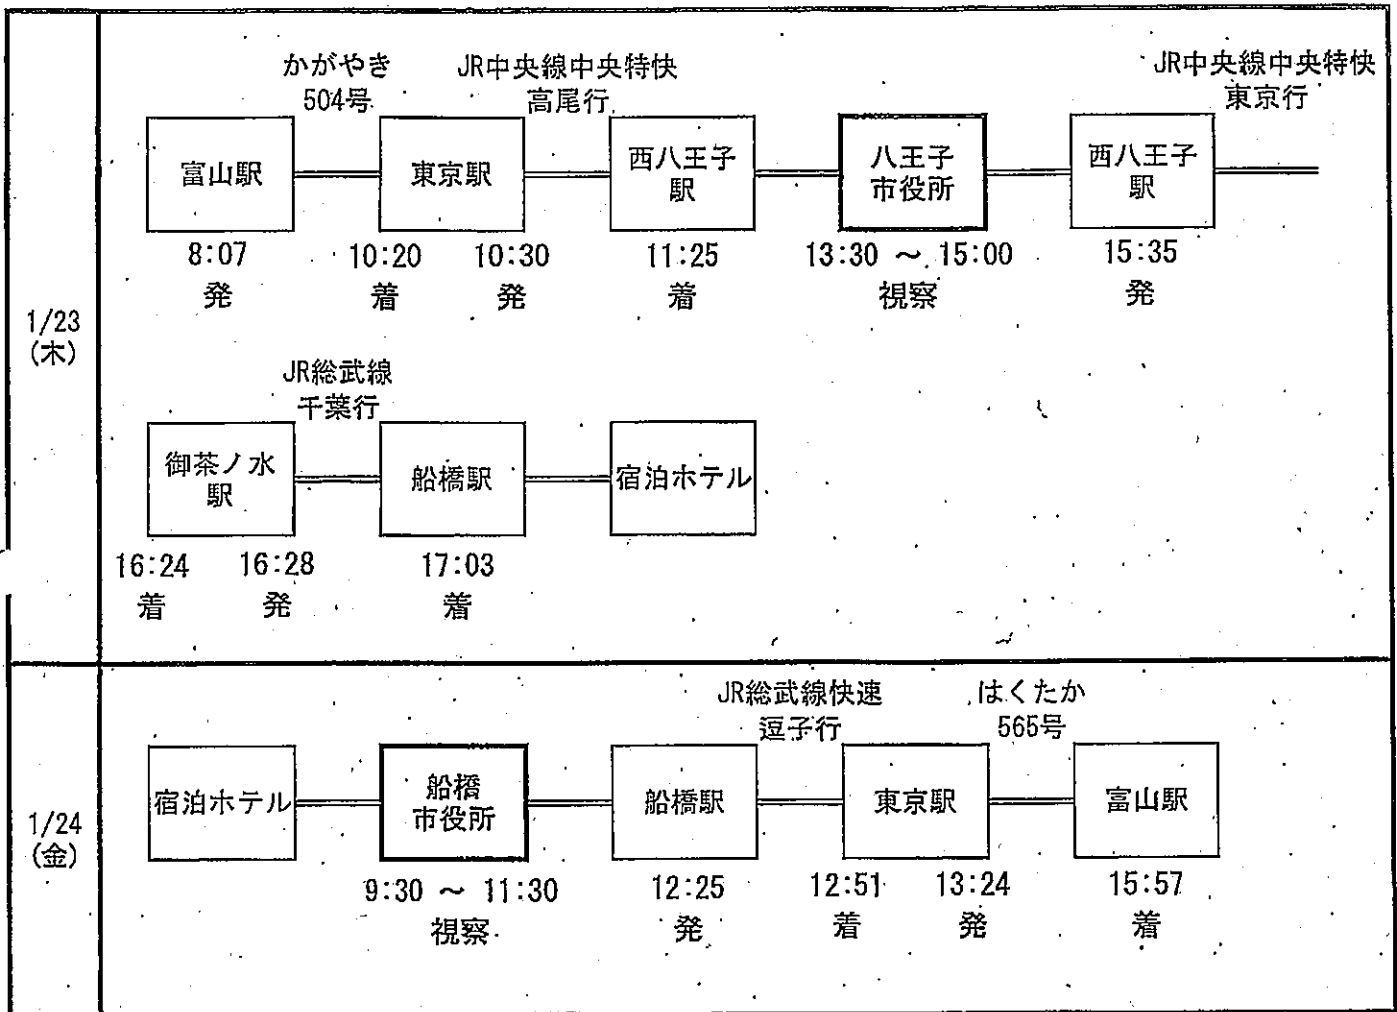 1/23
(木)
かがやき
504号
JR中央線中央特快
高尾行
JR中央線中央特快
東京行
富山駅
東京駅
西八王子
駅
八王子
市役所
西八王子
駅
8:07
発
10:20
着
10:30
発
11:25
着
13:30 ～ 15:00
視察
15:35
発
JR総武線
千葉行
御茶ノ水
駅
船橋駅
宿泊ホテル
16:24
着
16:28
発
17:03
着
1/24
(金)
JR総武線快速
逗子行
はくたか
565号
宿泊ホテル
船橋
市役所
船橋駅
東京駅
富山駅
9:30 ～ 11:30
視察
12:25
発
12:51
着
13:24
発
15:57
着